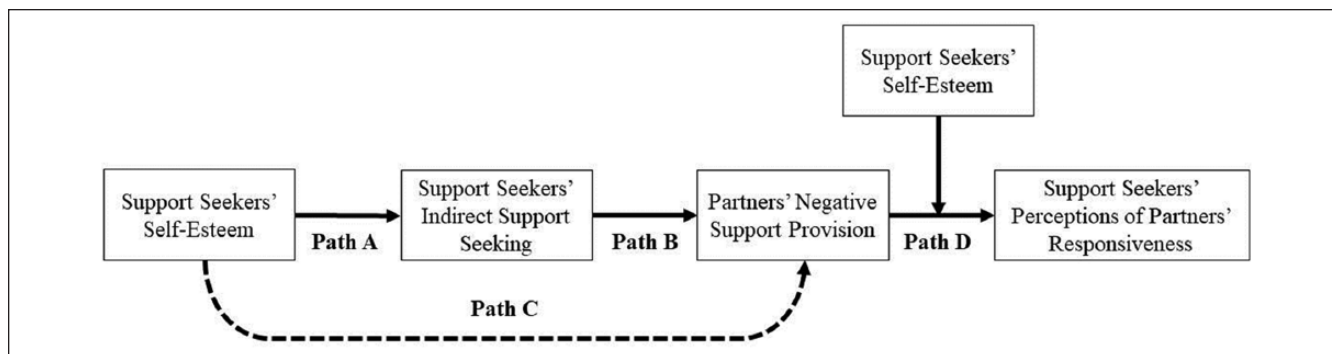 Support Seekers’
Self-Esteem
Support Seekers’
Self-Esteem
Path A
Support Seekers’
Indirect Support
Seeking
Path B
Partners’ Negative
Support Provision
Path D
Support Seekers’
Perceptions of Partners’
Responsiveness
Path C